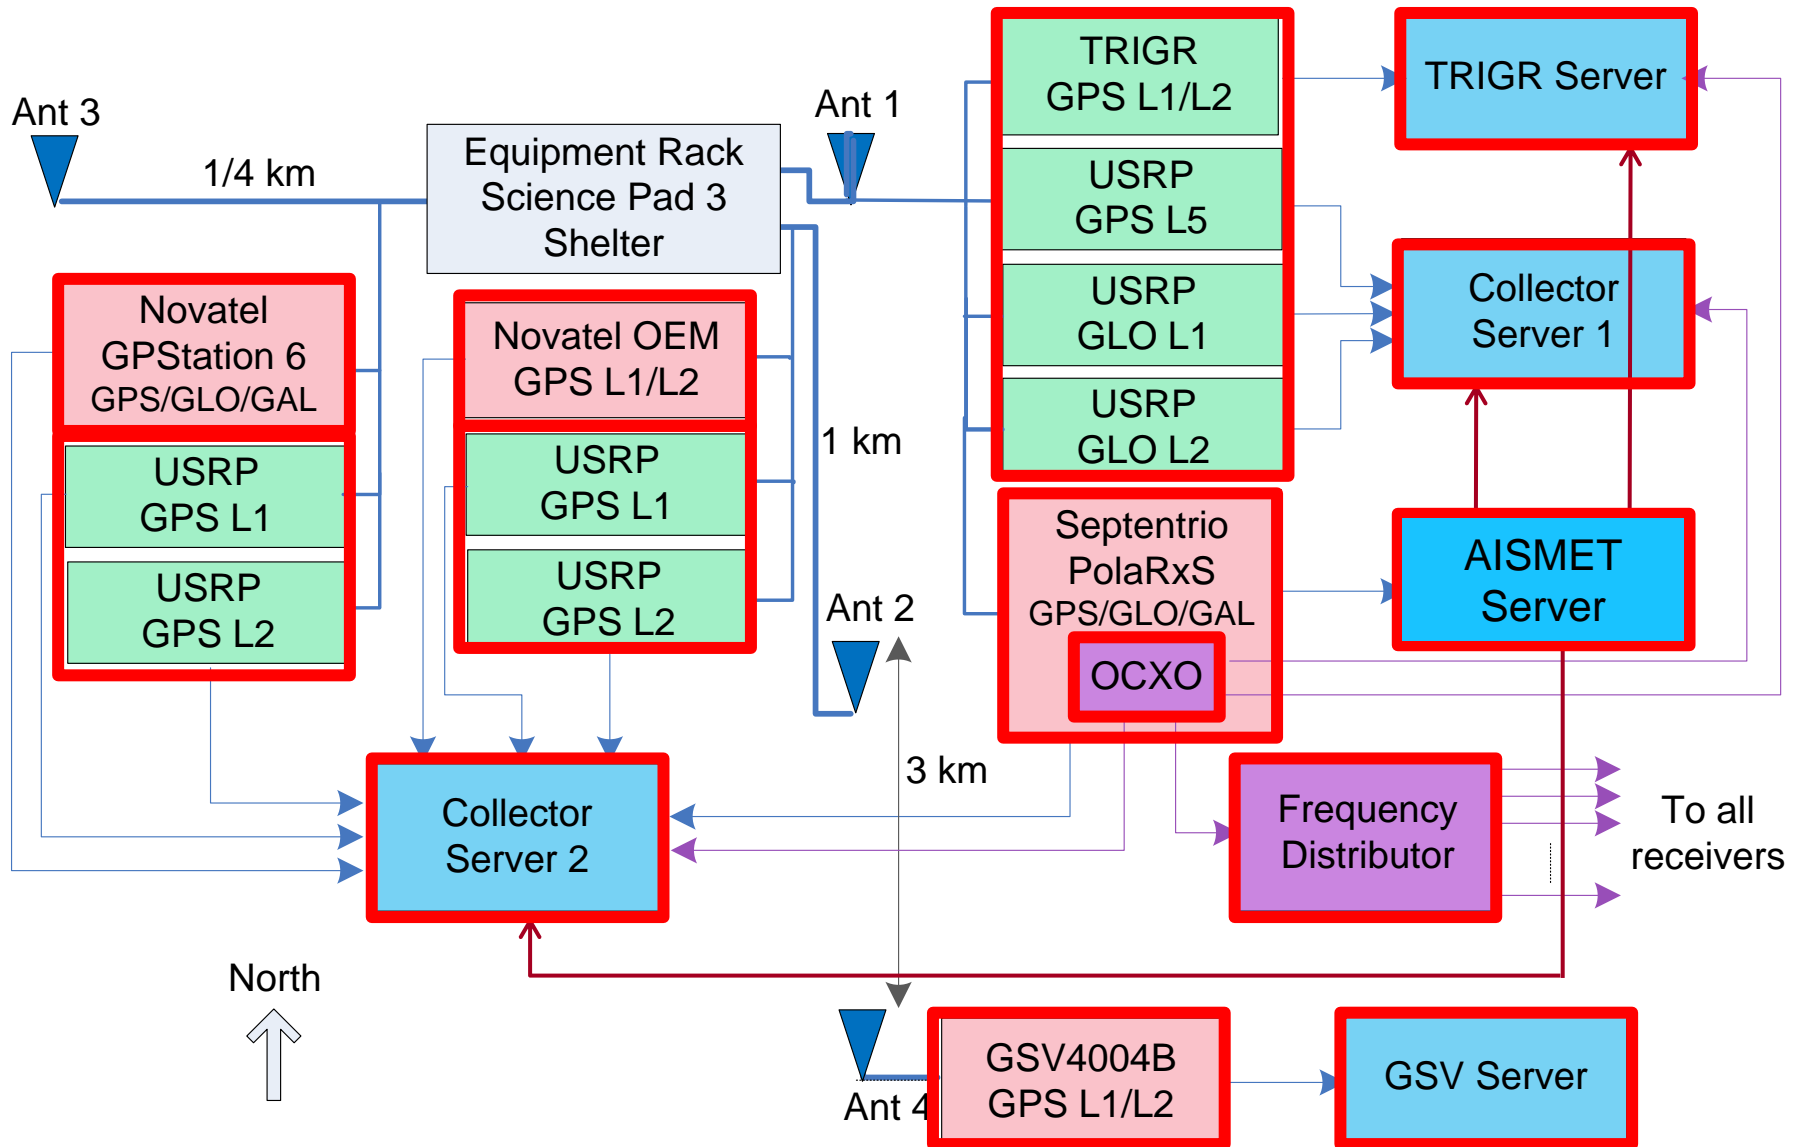 Ant 3
1/4 km
Equipment Rack
Science Pad 3
Shelter
Ant 1
TRIGR
GPS L1/L2
USRP
GPS L5
USRP
GLO L1
USRP
GLO L2
TRIGR Server
Collector
Server 1
Novatel
GPStation 6
GPS/GLO/GAL
USRP
GPS L1
USRP
GPS L2
Novatel OEM
GPS L1/L2
USRP
GPS L1
USRP
GPS L2
1 km
Ant 2
Septentrio
PolaRxS
GPS/GLO/GAL
OCXO
AISMET
Server
Collector
Server 2
3 km
Frequency
Distributor
To all
receivers
North
Ant 4
GSV4004B
GPS L1/L2
GSV Server